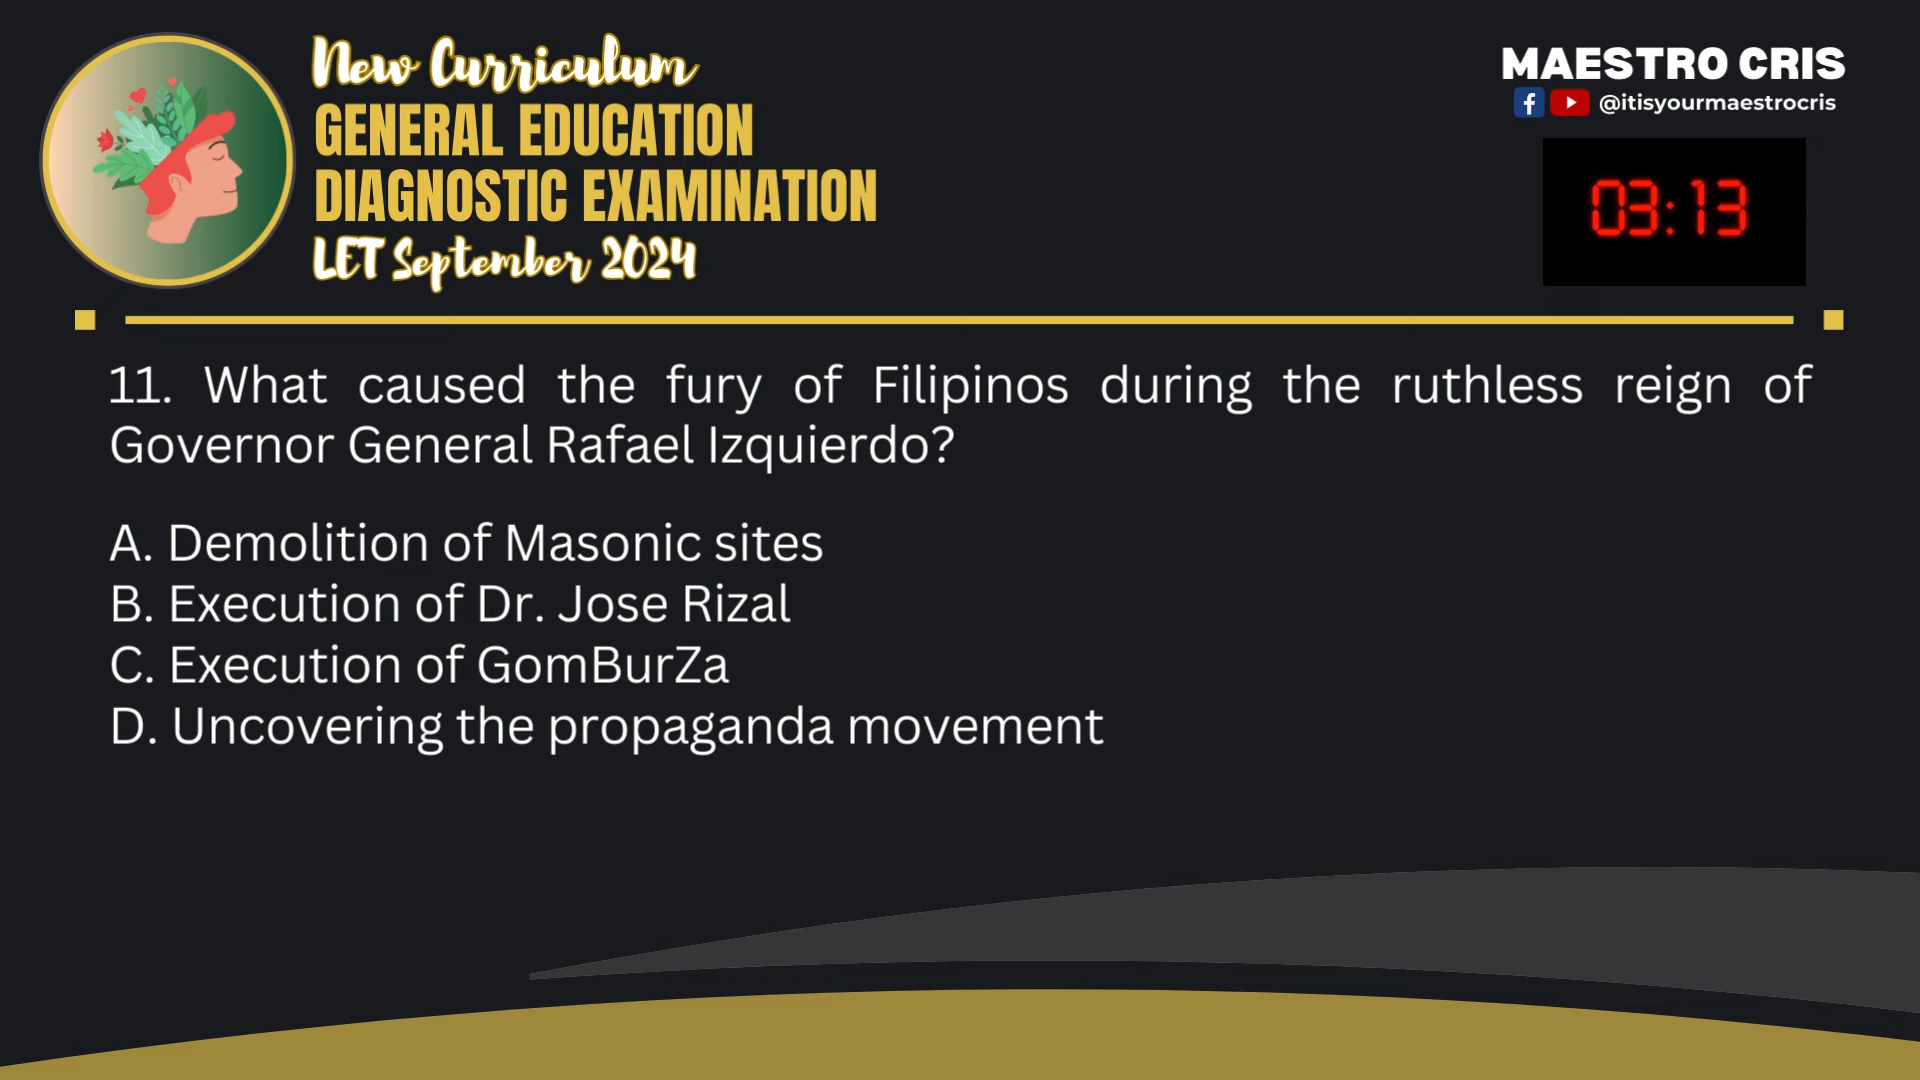 New Curriculum
GENERAL EDUCATION
DIAGNOSTIC EXAMINATION
LET September 2024
MAESTRO CRIS
@itisyourmaestrocris
03:13
11. What caused the fury of Filipinos during the ruthless reign of
Governor General Rafael Izquierdo?
A. Demolition of Masonic sites
B. Execution of Dr. Jose Rizal
C. Execution of GomBurZa
D. Uncovering the propaganda movement